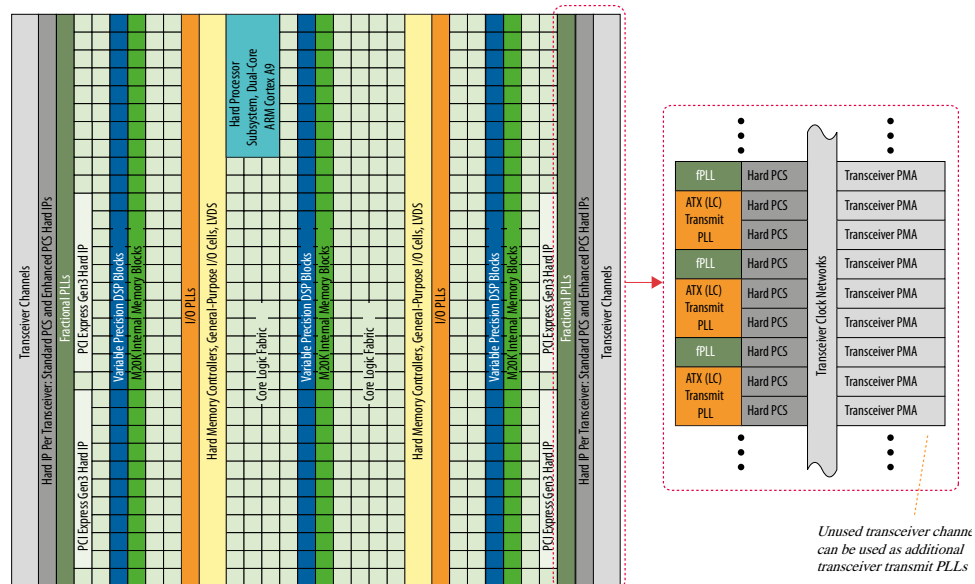 Transceiver Channels
Hard IP Per Transceiver: Standard PCS and Enhanced PCS Hard IPs
Fractional PLLs
PCI Express Gen3 Hard IP
PCI Express Gen3 Hard IP
Variable Precision DSP Blocks
M20K Internal Memory Blocks
I/O PLLs
Hard Memory Controllers, General-Purpose I/O Cells, LVDS
Hard Processor
Subsystem, Dual-Core
ARM Cortex A9
Core Logic Fabric
Variable Precision DSP Blocks
M20K Internal Memory Blocks
Core Logic Fabric
Hard Memory Controllers, General-Purpose I/O Cells, LVDS
I/O PLLs
Variable Precision DSP Blocks
M20K Internal Memory Blocks
PCI Express Gen3 Hard IP
PCI Express Gen3 Hard IP
Fractional PLLs
Hard IP Per Transceiver: Standard PCS and Enhanced PCS Hard IPs
Transceiver Channels
fPLL
ATX (LC)
Transmit
PLL
fPLL
ATX (LC)
Transmit
PLL
fPLL
ATX (LC)
Transmit
PLL
Hard PCS
Hard PCS
Hard PCS
Hard PCS
Hard PCS
Hard PCS
Hard PCS
Hard PCS
Hard PCS
Transceiver Clock Networks
Transceiver PMA
Transceiver PMA
Transceiver PMA
Transceiver PMA
Transceiver PMA
Transceiver PMA
Transceiver PMA
Transceiver PMA
Transceiver PMA
Unused transceiver
can be used as additional
transceiver transmit PLLs